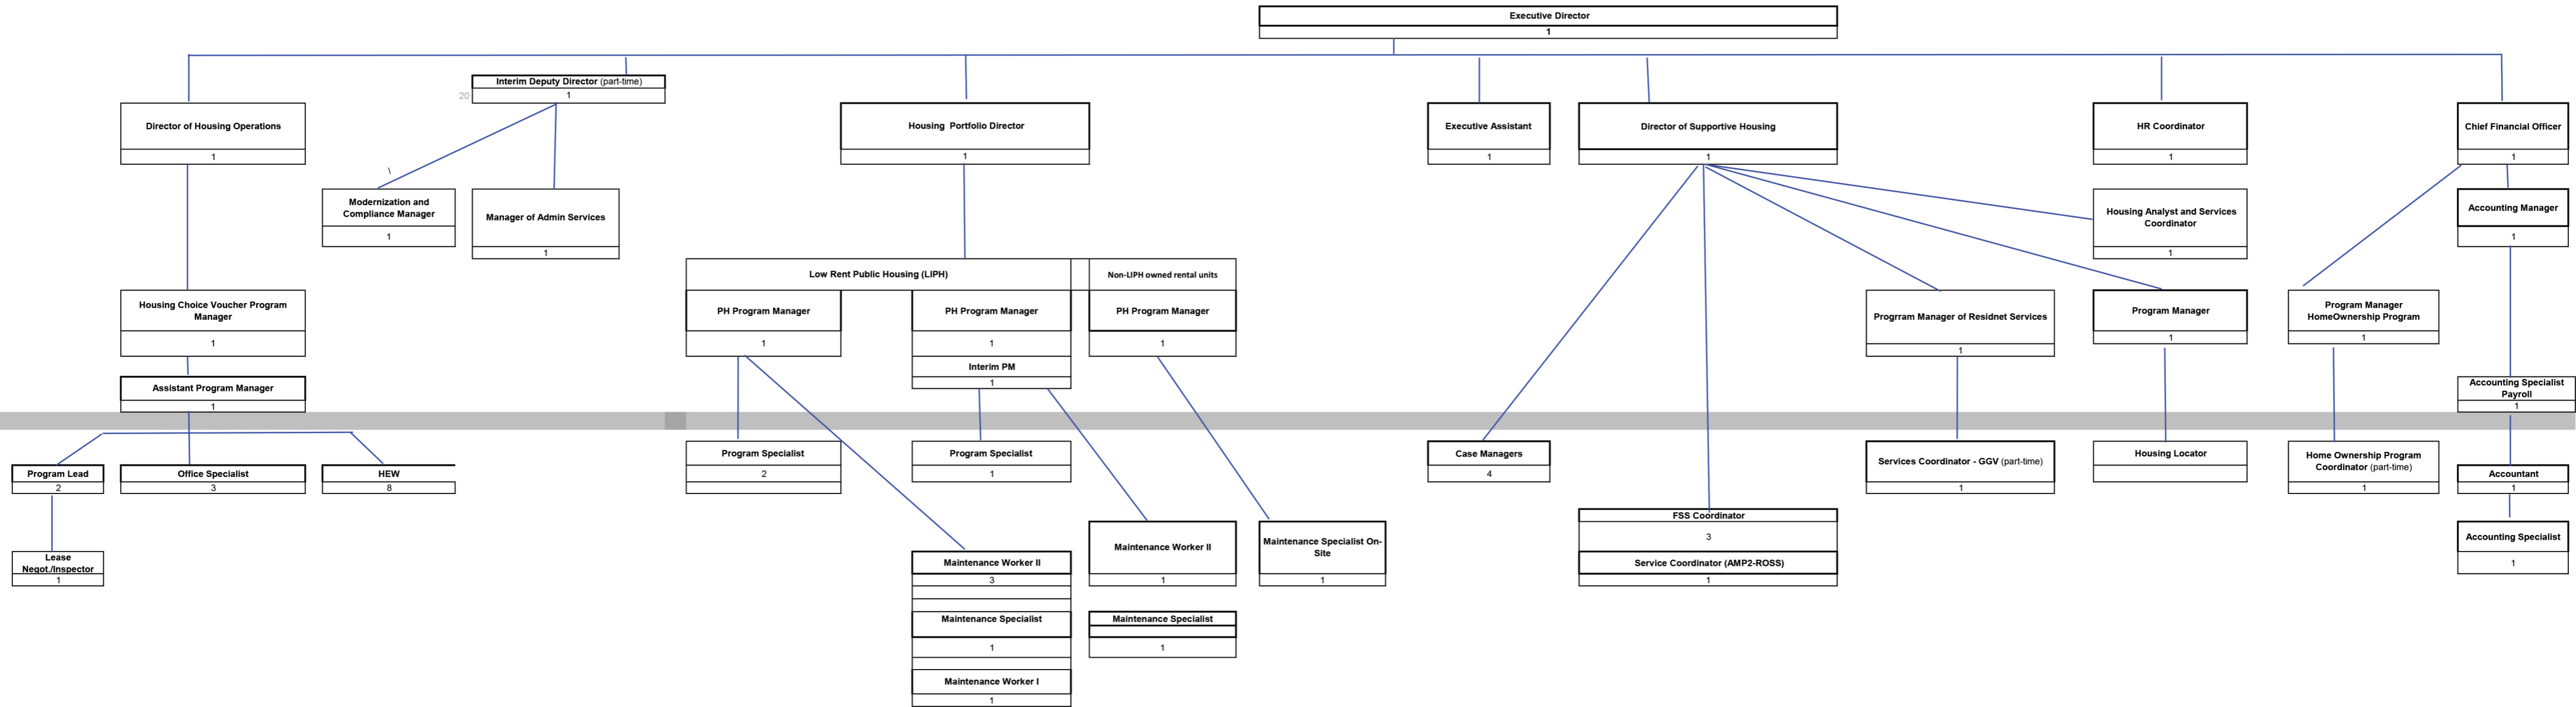 Executive Director
1
Interim Deputy Director (part-time)
20
1
Director of Housing Operations
1
Housing  Portfolio Director
1
Executive Assistant
1
Director of Supportive Housing
1
HR Coordinator
1
Chief Financial Officer
1
\
Modernization and
Compliance Manager
1
Manager of Admin Services
1
Housing Analyst and Services
Coordinator
1
Accounting Manager
1
Low Rent Public Housing (LIPH)
Non-LIPH owned rental units
Housing Choice Voucher Program
Manager
1
PH Program Manager
1
PH Program Manager
1
Interim PM
1
PH Program Manager
1
Progrram Manager of Residnet Services
1
Program Manager
1
Program Manager
HomeOwnership Program
1
Assistant Program Manager
1
Accounting Specialist
Payroll
1
Program Lead
2
Office Specialist
3
HEW
8
Program Specialist
2
Program Specialist
1
Case Managers
4
Services Coordinator - GGV (part-time)
1
Housing Locator
Home Ownership Program
Coordinator (part-time)
1
Accountant
1
Lease
Negot./Inspector
1
Maintenance Worker II
3
Maintenance Specialist
1
Maintenance Worker I
1
Maintenance Worker II
1
Maintenance Specialist
1
Maintenance Specialist On-
Site
1
FSS Coordinator
3
Service Coordinator (AMP2-ROSS)
1
Accounting Specialist
1